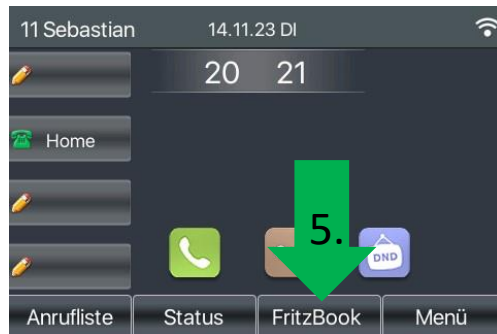 11 Sebastian 14.11.23 DI
20 21
Home
5.
DND
Anrufliste Status FritzBook Menü